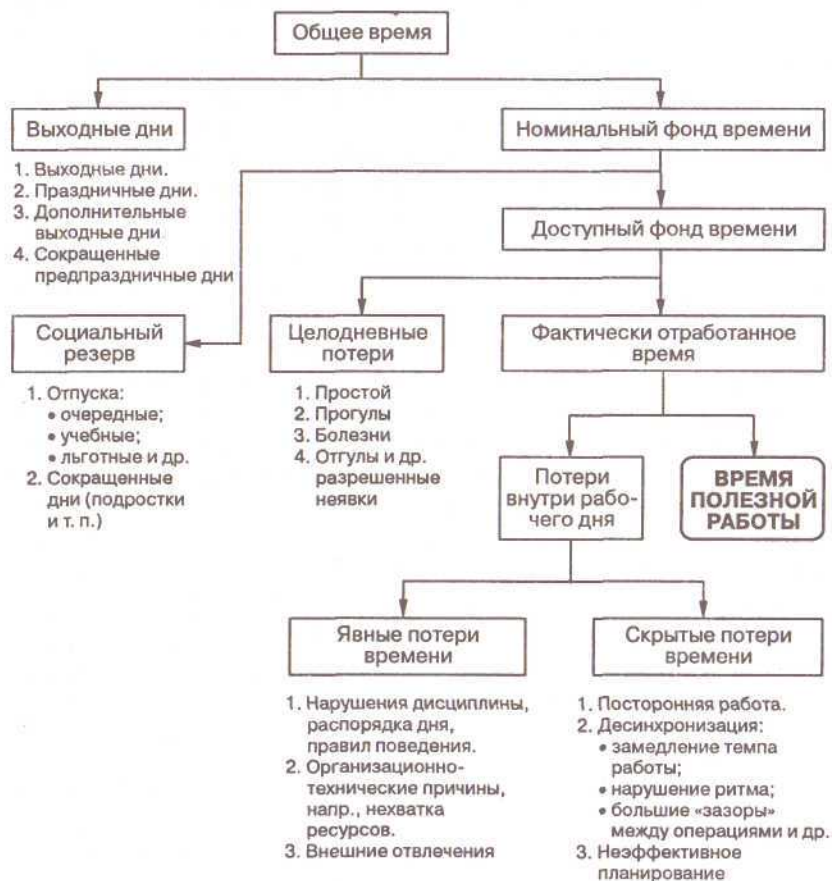 Общее время
Выходные дни
1. Выходные дни.
2. Праздничные дни.
3. Дополнительные
выходные дни
4. Сокращенные
предпраздничные дни
Номинальный фонд времени
Доступный фонд времени
Социальный
резерв
1. Отпуска:
• очередные;
• учебные;
• льготные и др.
2. Сокращенные
дни (подростки
и т. п.)
Целодневные
потери
1. Простой
2. Прогулы
3. Болезни
4. Отгулы и др.
разрешенные
неявки
Фактически отработанное
время
Потери
внутри рабо-
чего дня
ВРЕМЯ
ПОЛЕЗНОЙ
РАБОТЫ
Явные потери
времени
1. Нарушения дисциплины,
распорядка дня,
правил поведения.
2. Организационно-
технические причины,
напр., нехватка
ресурсов.
3. Внешние отвлечения
Скрытые потери
времени
1. Посторонняя работа.
2. Десинхронизация:
• замедление темпа
работы;
• нарушение ритма;
• большие «зазоры»
между операциями и др.
3. Неэффективное
планирование